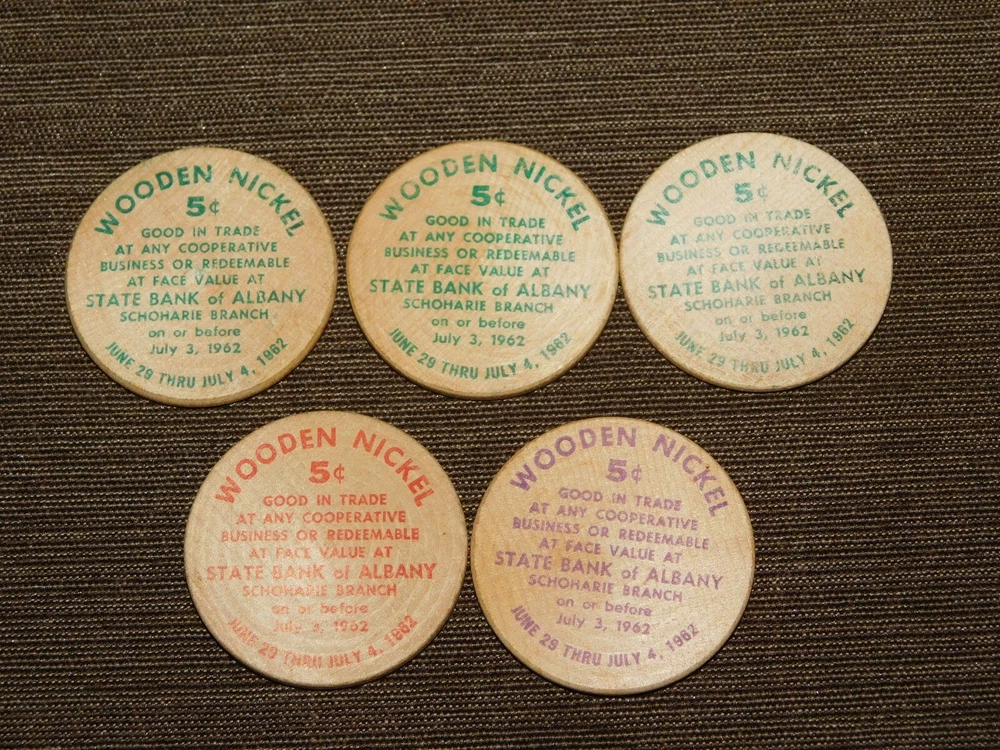 WOODEN NICKEL
5¢
GOOD IN TRADE
AT ANY COOPERATIVE
BUSINESS OR REDEEMABLE
AT FACE VALUE AT
STATE BANK of ALBANY
SCHOHARIE BRANCH
on or before
July 3, 1962
JUNE 29 THRU JULY 4, 1962
WOODEN NICKEL
5¢
GOOD IN TRADE
AT ANY COOPERATIVE
BUSINESS OR REDEEMABLE
AT FACE VALUE AT
STATE BANK of ALBANY
SCHOHARIE BRANCH
on or before
July 3, 1962
JUNE 29 THRU JULY 4, 1962
WOODEN NICKEL
5¢
GOOD IN TRADE
AT ANY COOPERATIVE
BUSINESS OR REDEEMABLE
AT FACE VALUE AT
STATE BANK of ALBANY
SCHOHARIE BRANCH
on or before
July 3, 1962
JUNE 29 THRU JULY 4, 1962
WOODEN NICKEL
5¢
GOOD IN TRADE
AT ANY COOPERATIVE
BUSINESS OR REDEEMABLE
AT FACE VALUE AT
STATE BANK of ALBANY
SCHOHARIE BRANCH
on or before
July 3, 1962
JUNE 29 THRU JULY 4, 1962
WOODEN NICKEL
5¢
GOOD IN TRADE
AT ANY COOPERATIVE
BUSINESS OR REDEEMABLE
AT FACE VALUE AT
STATE BANK of ALBANY
SCHOHARIE BRANCH
on or before
July 3, 1962
JUNE 29 THRU JULY 4, 1962